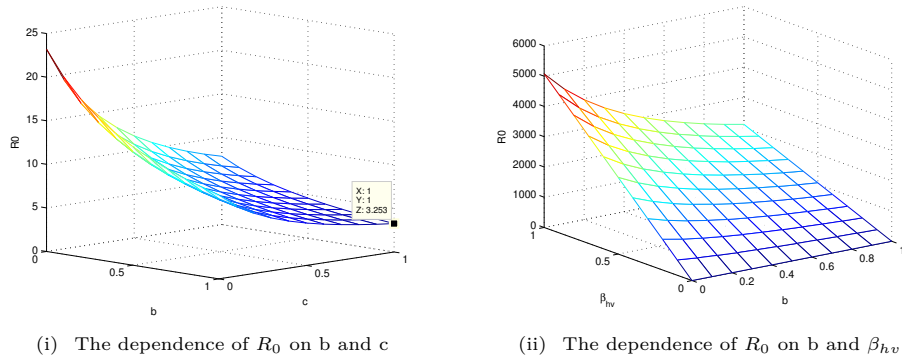 25
20
15
10
5
0
R0
0
0.5
1
b
0
0.5
1
c
X: 1
Y: 1
Z: 3.253
(i) The dependence of R₀ on b and c
6000
5000
4000
3000
2000
1000
0
R0
1
0.5
0
βhv
0
0.2
0.4
0.6
0.8
1
b
(ii) The dependence of R₀ on b and βhv